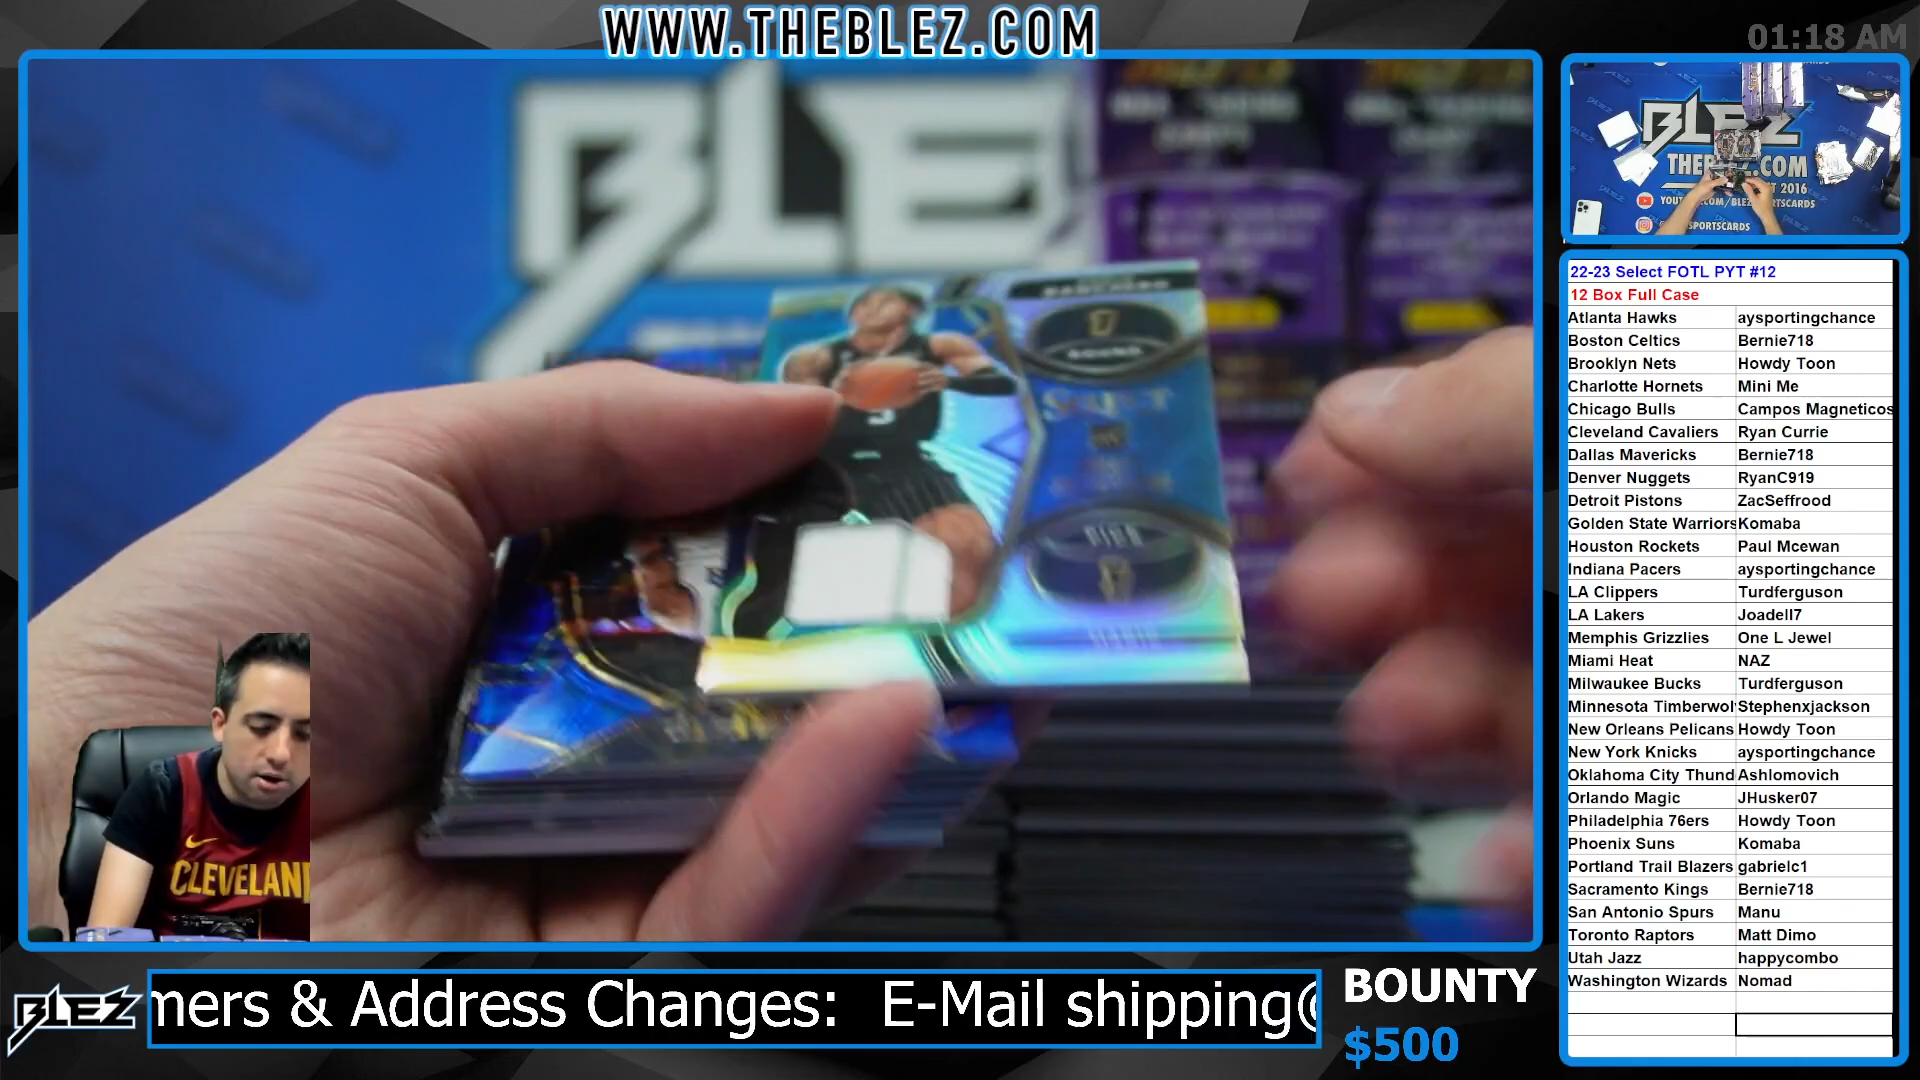 WWW.THEBLEZ.COM
01:18 AM
BLEZ
THEBLEZ.COM
22-23 Select FOTL PYT #12
12 Box Full Case
Atlanta Hawks aysportingchance
Boston Celtics Bernie718
Brooklyn Nets Howdy Toon
Charlotte Hornets Mini Me
Chicago Bulls Campos Magneticos
Cleveland Cavaliers Ryan Currie
Dallas Mavericks Bernie718
Denver Nuggets RyanC919
Detroit Pistons ZacSeffrood
Golden State Warriors Komaba
Houston Rockets Paul Mcewan
Indiana Pacers aysportingchance
LA Clippers Turdferguson
LA Lakers Joadell7
Memphis Grizzlies One L Jewel
Miami Heat NAZ
Milwaukee Bucks Turdferguson
Minnesota Timberwol Stephenxjackson
New Orleans Pelicans Howdy Toon
New York Knicks aysportingchance
Oklahoma City Thund Ashlomovich
Orlando Magic JHusker07
Philadelphia 76ers Howdy Toon
Phoenix Suns Komaba
Portland Trail Blazers gabrielc1
Sacramento Kings Bernie718
San Antonio Spurs Manu
Toronto Raptors Matt Dimo
Utah Jazz happycombo
Washington Wizards Nomad
SELECT
CLEVELAN
BLEZ
mers & Address Changes: E-Mail shipping@
BOUNTY
$500